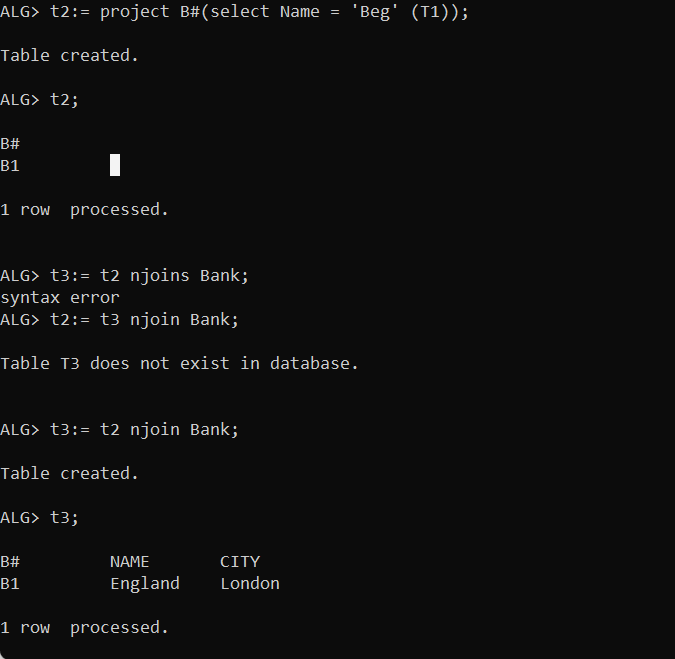 ALG> t2:= project B#(select Name = 'Beg' (T1));
Table created.
ALG> t2;
B#
B1
1 row  processed.
ALG> t3:= t2 njoins Bank;
syntax error
ALG> t2:= t3 njoin Bank;
Table T3 does not exist in database.
ALG> t3:= t2 njoin Bank;
Table created.
ALG> t3;
B#         NAME       CITY
B1         England    London
1 row  processed.